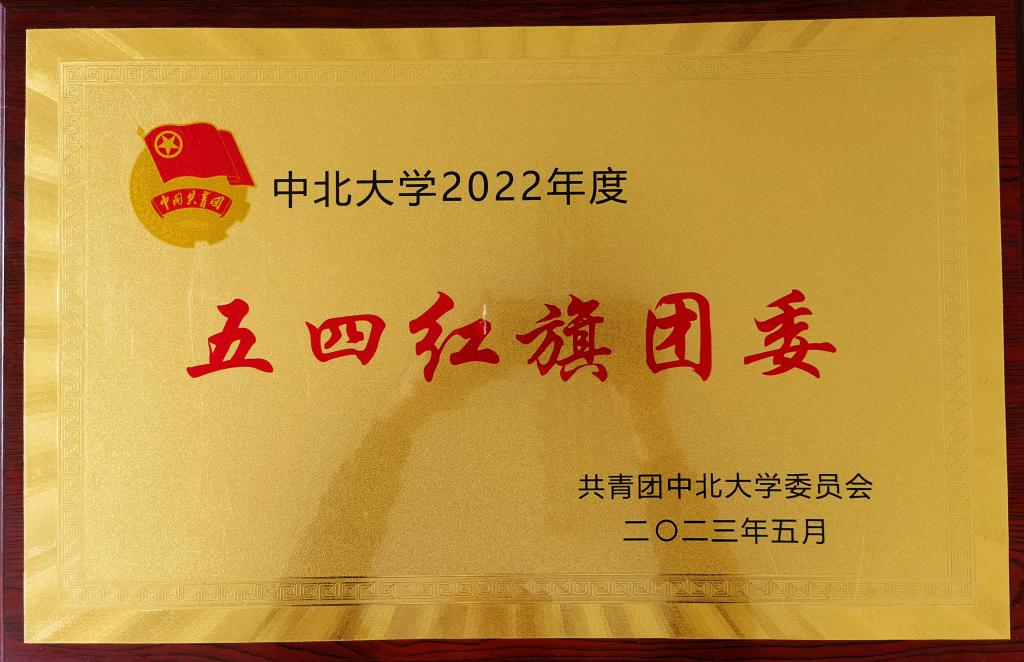 中北大学2022年度
中国共青团
五四红旗团委
共青团中北大学委员会
二〇二三年五月